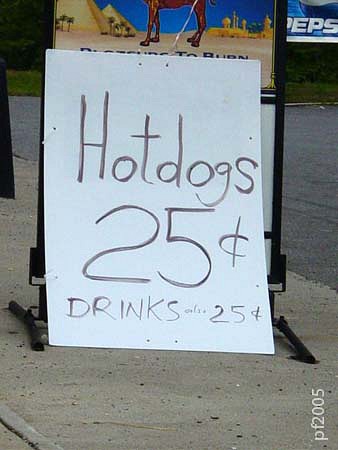 PEPS
Hotdogs
25¢
DRINKS also 25¢
pf2005